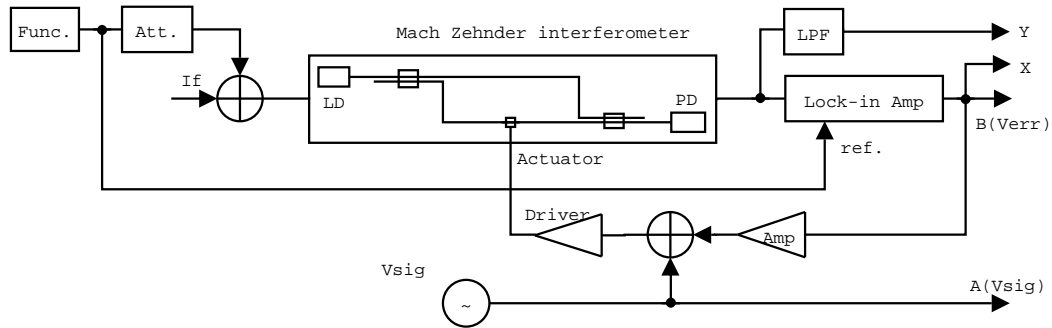 Func.
Att.
Mach Zehnder interferometer
LPF
Y
X
If
LD
PD
Lock-in Amp
B(Verr)
ref.
Actuator
Driver
Amp
Vsig
~
A(Vsig)